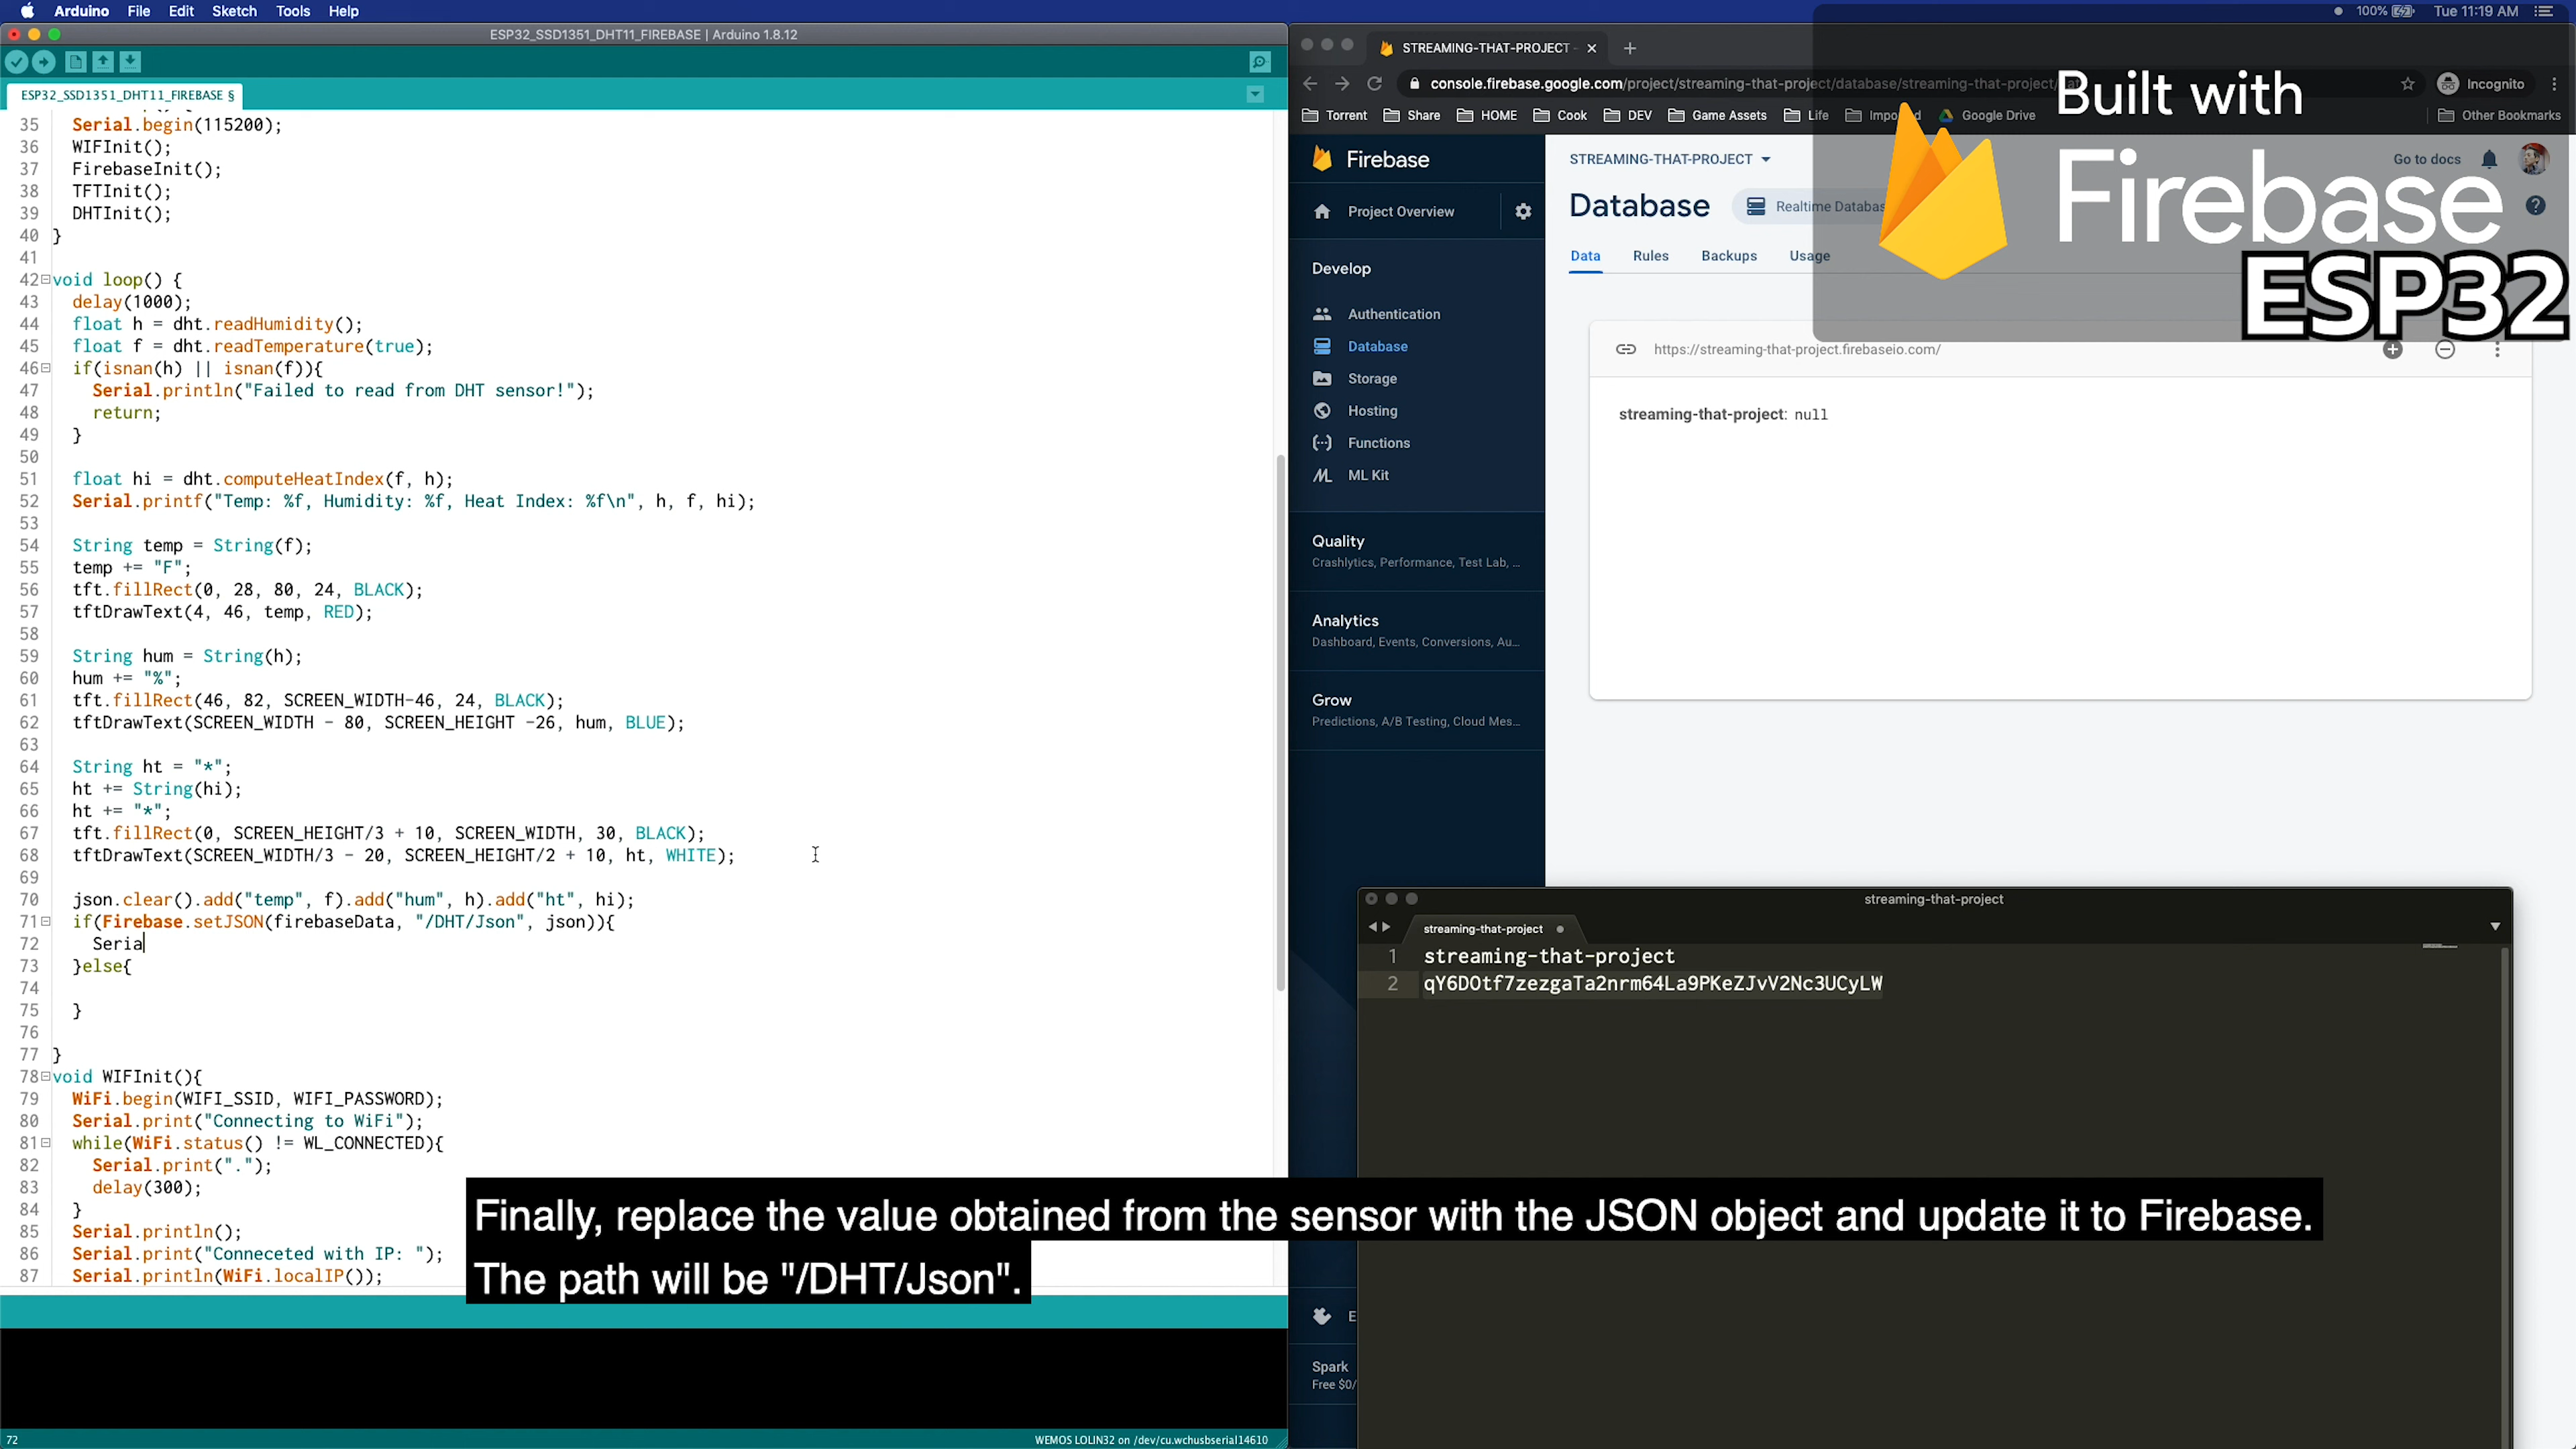 Arduino File Edit Sketch Tools Help
100% Tue 11:19 AM
ESP32_SSD1351_DHT11_FIREBASE | Arduino 1.8.12
ESP32_SSD1351_DHT11_FIREBASE §
35 Serial.begin(115200);
36 WIFInit();
37 FirebaseInit();
38 TFTInit();
39 DHTInit();
40 }
41
42 void loop() {
43 delay(1000);
44 float h = dht.readHumidity();
45 float f = dht.readTemperature(true);
46 if(isnan(h) || isnan(f)){
47 Serial.println("Failed to read from DHT sensor!");
48 return;
49 }
50
51 float hi = dht.computeHeatIndex(f, h);
52 Serial.printf("Temp: %f, Humidity: %f, Heat Index: %f\n", h, f, hi);
53
54 String temp = String(f);
55 temp += "F";
56 tft.fillRect(0, 28, 80, 24, BLACK);
57 tftDrawText(4, 46, temp, RED);
58
59 String hum = String(h);
60 hum += "%";
61 tft.fillRect(46, 82, SCREEN_WIDTH-46, 24, BLACK);
62 tftDrawText(SCREEN_WIDTH - 80, SCREEN_HEIGHT -26, hum, BLUE);
63
64 String ht = "*";
65 ht += String(hi);
66 ht += "*";
67 tft.fillRect(0, SCREEN_HEIGHT/3 + 10, SCREEN_WIDTH, 30, BLACK);
68 tftDrawText(SCREEN_WIDTH/3 - 20, SCREEN_HEIGHT/2 + 10, ht, WHITE);
69
70 json.clear().add("temp", f).add("hum", h).add("ht", hi);
71 if(Firebase.setJSON(firebaseData, "/DHT/Json", json)){
72 Seria
73 }else{
74
75 }
76
77 }
78 void WIFInit(){
79 WiFi.begin(WIFI_SSID, WIFI_PASSWORD);
80 Serial.print("Connecting to WiFi");
81 while(WiFi.status() != WL_CONNECTED){
82 Serial.print(".");
83 delay(300);
84 }
85 Serial.println();
86 Serial.print("Conneceted with IP: ");
87 Serial.println(WiFi.localIP());
72
WEMOS LOLIN32 on /dev/cu.wchusbserial14610
STREAMING-THAT-PROJECT -
console.firebase.google.com/project/streaming-that-project/database/streaming-that-project/
Incognito
Torrent Share HOME Cook DEV Game Assets Life Google Drive Other Bookmarks
Built with
Firebase
ESP32
Firebase
Project Overview
Develop
Authentication
Database
Storage
Hosting
Functions
ML Kit
Quality
Crashlytics, Performance, Test Lab, ...
Analytics
Dashboard, Events, Conversions, Au...
Grow
Predictions, A/B Testing, Cloud Mes...
E
Spark
Free $0/
STREAMING-THAT-PROJECT
Go to docs
Database
Realtime Databas
Data Rules Backups Usage
https://streaming-that-project.firebaseio.com/
streaming-that-project: null
streaming-that-project
streaming-that-project
1 streaming-that-project
2 qY6DOtf7zezgaTa2nrm64La9PKeZJvV2Nc3UCyLW
Finally, replace the value obtained from the sensor with the JSON object and update it to Firebase.
The path will be "/DHT/Json".